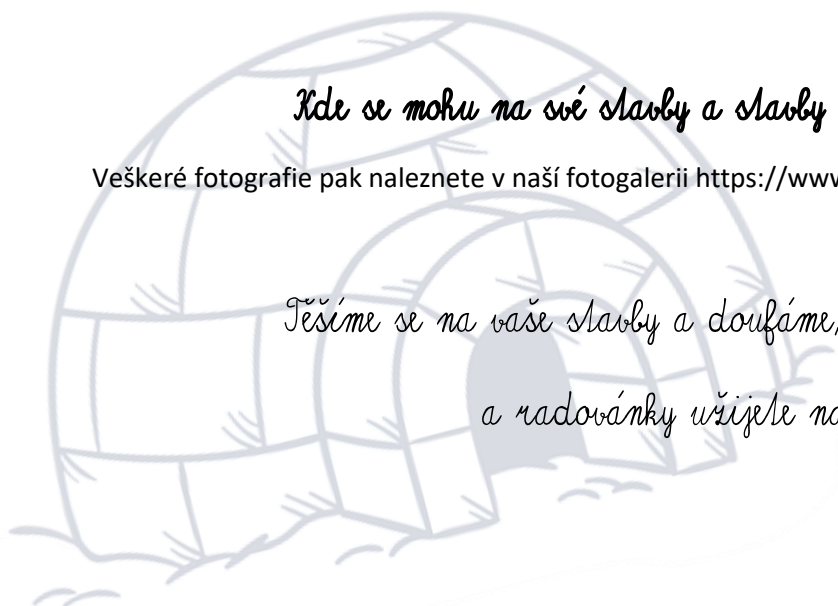 Kde se mohu na své stavby a stavby
Veškeré fotografie pak naleznete v naší fotogalerii https://www
Těšíme se na vaše stavby a doufáme,
a radovánky užijete na